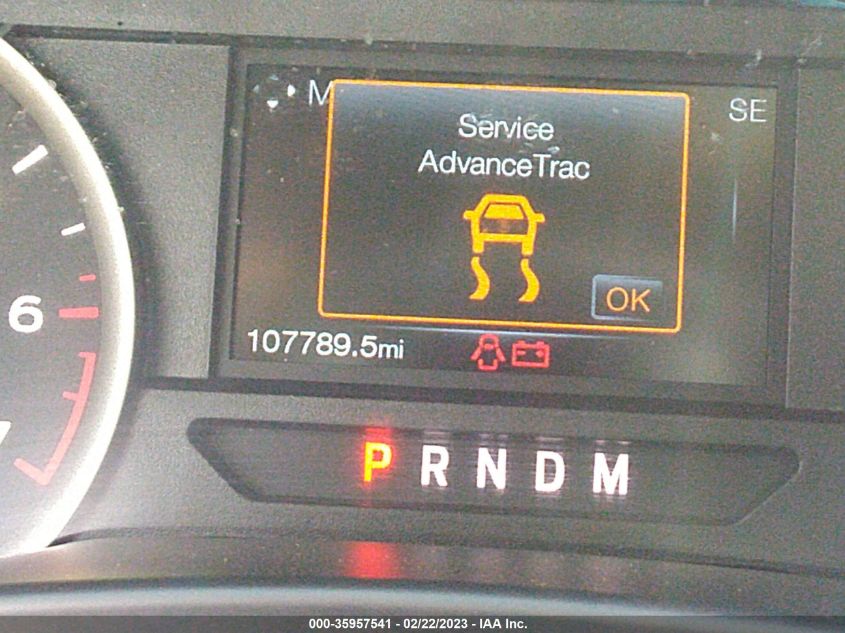 M
SE
Service
AdvanceTrac
OK
107789.5mi
6
P R N D M
000-35957541 - 02/22/2023 - IAA Inc.